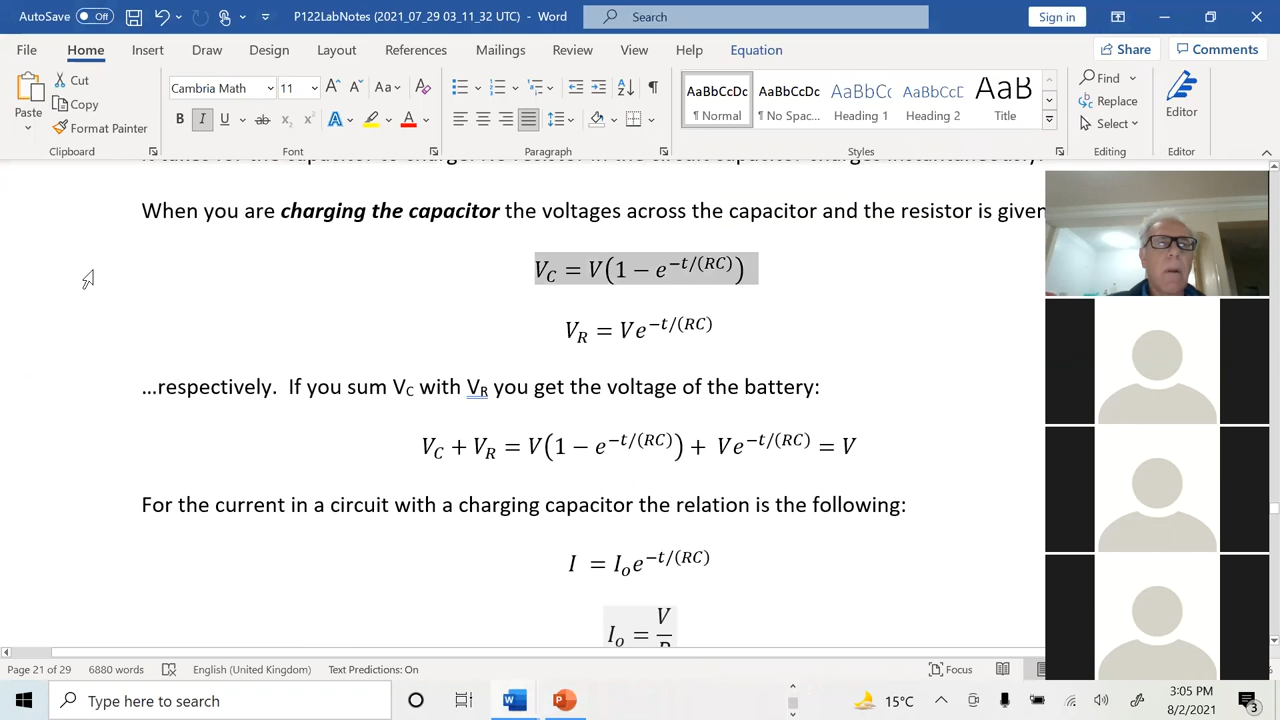 AutoSave Off P122LabNotes (2021_07_29 03_11_32 UTC) - Word Search Sign in
File Home Insert Draw Design Layout References Mailings Review View Help Equation Share Comments
Paste Cut Copy Format Painter
Cambria Math 11
B I U ab x₂ x² A A Aa
AaBbCcDc AaBbCcDc AaBbCc AaBbCcD AaB
¶ Normal ¶ No Spac... Heading 1 Heading 2 Title
Find Replace Select Editor
Clipboard Font Paragraph Styles Editing Editor
When you are charging the capacitor the voltages across the capacitor and the resistor is given
V_C = V(1 − e^{−t/(RC)})
V_R = Ve^{−t/(RC)}
…respectively. If you sum V_C with V_R you get the voltage of the battery:
V_C + V_R = V(1 − e^{−t/(RC)}) + Ve^{−t/(RC)} = V
For the current in a circuit with a charging capacitor the relation is the following:
I = I_o e^{−t/(RC)}
I_o = V
Page 21 of 29 6880 words English (United Kingdom) Text Predictions: On Focus
Type here to search 15°C 3:05 PM
8/2/2021 3